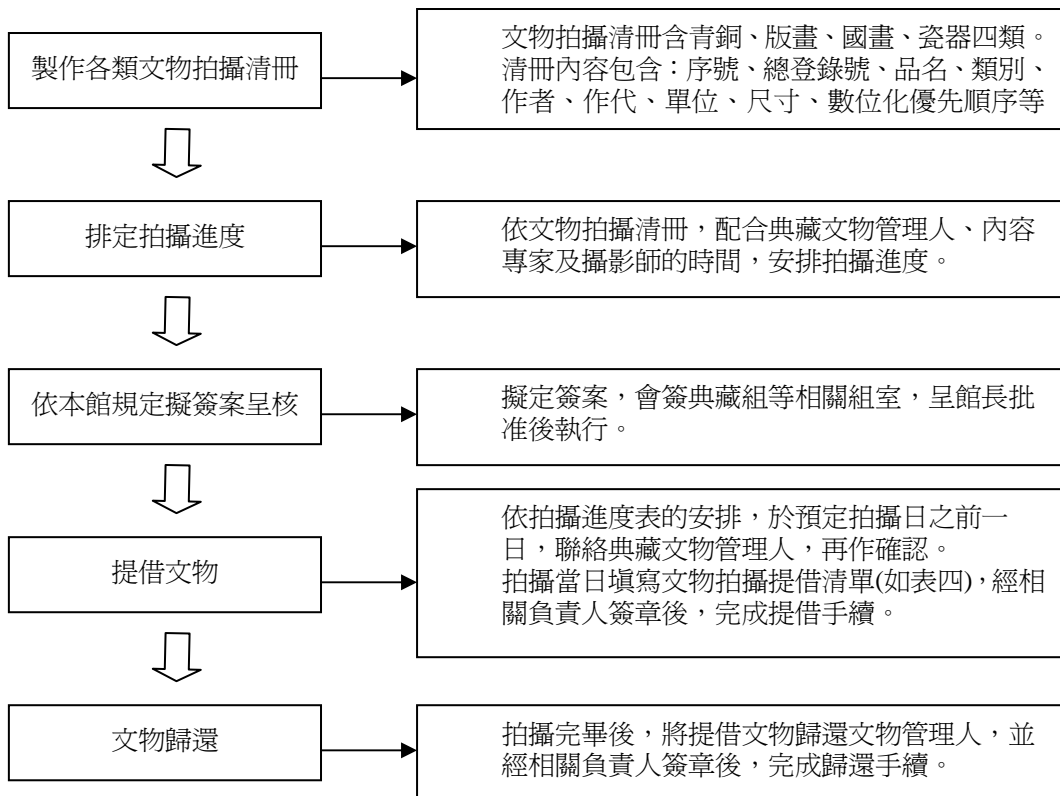 製作各類文物拍攝清冊
文物拍攝清冊含青銅、版畫、國畫、瓷器四類。
清冊內容包含：序號、總登錄號、品名、類別、
作者、作代、單位、尺寸、數位化優先順序等
排定拍攝進度
依文物拍攝清冊，配合典藏文物管理人、內容
專家及攝影師的時間，安排拍攝進度。
依本館規定擬簽案呈核
擬定簽案，會簽典藏組等相關組室，呈館長批
准後執行。
提借文物
依拍攝進度表的安排，於預定拍攝日之前一
日，聯絡典藏文物管理人，再作確認。
拍攝當日填寫文物拍攝提借清單(如表四)，經相
關負責人簽章後，完成提借手續。
文物歸還
拍攝完畢後，將提借文物歸還文物管理人，並
經相關負責人簽章後，完成歸還手續。